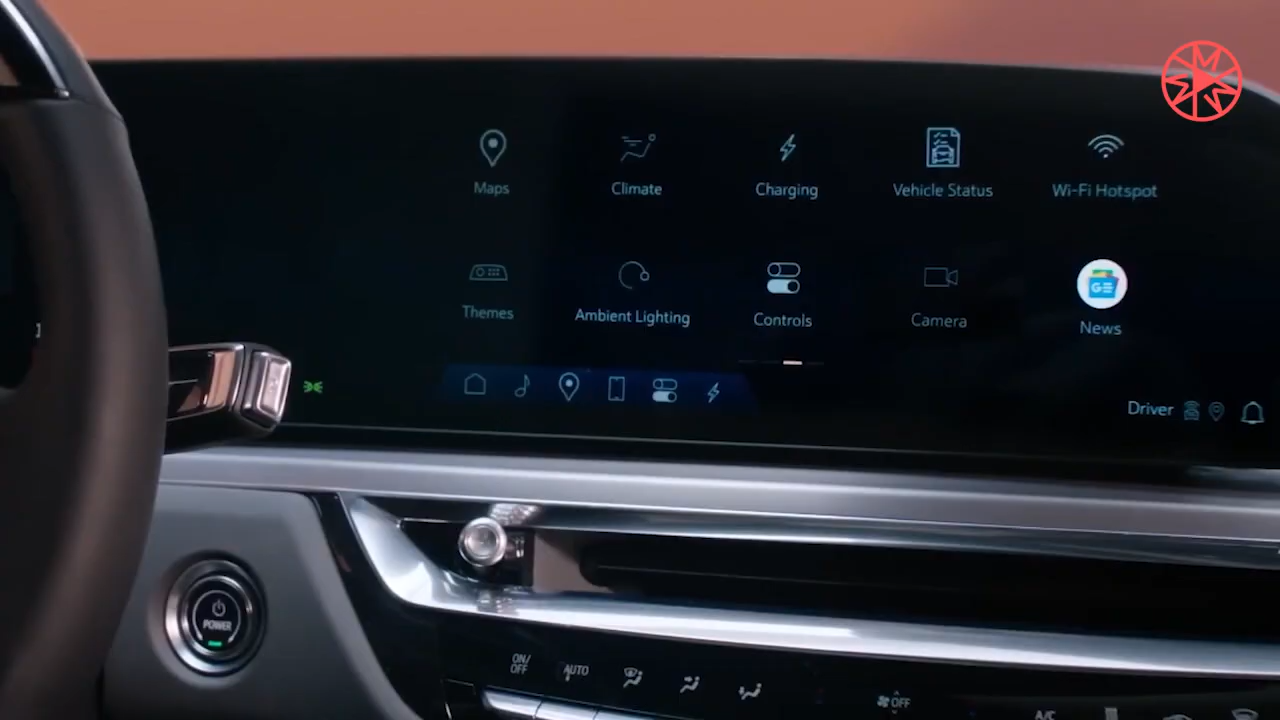 Maps
Climate
Charging
Vehicle Status
Wi-Fi Hotspot
Themes
Ambient Lighting
Controls
Camera
G
News
Driver
POWER
ON/
OFF
AUTO
OFF
A/C